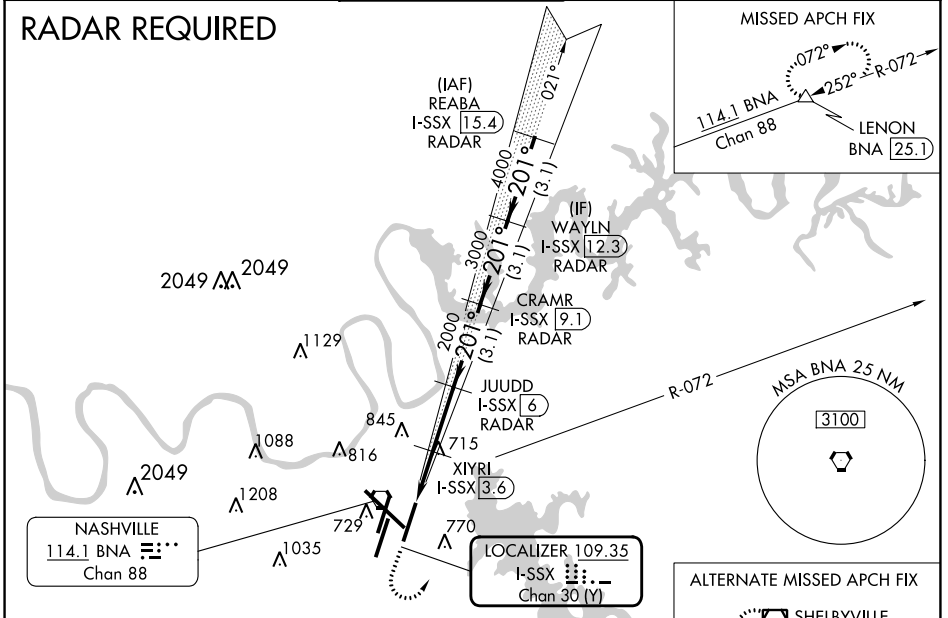 RADAR REQUIRED
(IAF)
REABA
I-SSX 15.4
RADAR
021°
MISSED APCH FIX
072°
252°
R-072
114.1 BNA
Chan 88
LENON
BNA 25.1
4000
201°
(3.1)
(IF)
WAYLN
I-SSX 12.3
RADAR
3000
201°
(3.1)
2049
2049
CRAMR
I-SSX 9.1
RADAR
2000
201°
(3.1)
1129
JUUDD
I-SSX 6
RADAR
R-072
MSA BNA 25 NM
3100
845
715
1088
816
XIYRI
I-SSX 3.6
2049
1208
729
770
1035
NASHVILLE
114.1 BNA
Chan 88
LOCALIZER 109.35
I-SSX
Chan 30 (Y)
ALTERNATE MISSED APCH FIX
SHELBYVILLE